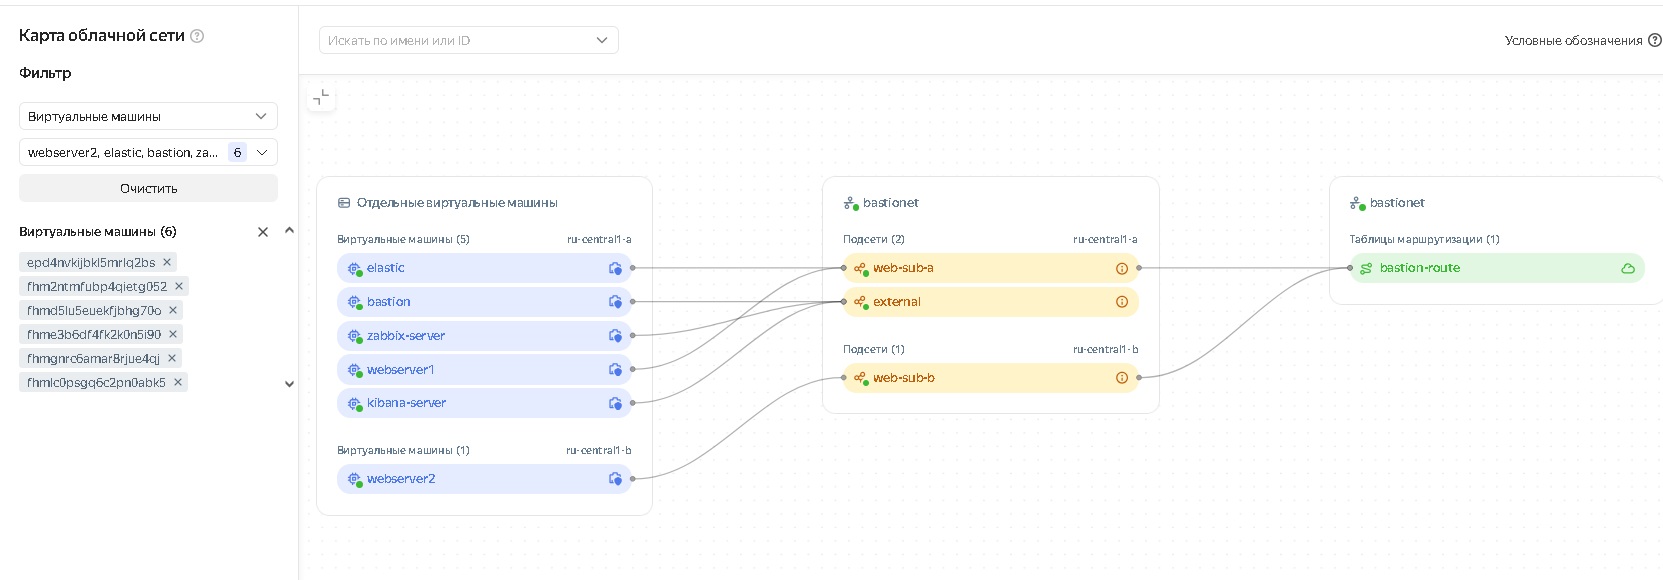 Карта облачной сети
Фильтр
Виртуальные машины
webserver2, elastic, bastion, za... 6
Очистить
Виртуальные машины (6)
epd4nvkijbkl5mrlq2bs
fhm2ntmfubp4qietg052
fhmd5lu5euekfjbhg70o
fhme3b6df4fk2k0n5i90
fhmgnrc6amar8rjue4qj
fhmlc0psgq6c2pn0abk5
Искать по имени или ID
Условные обозначения
Отдельные виртуальные машины
Виртуальные машины (5) ru-central1-a
elastic
bastion
zabbix-server
webserver1
kibana-server
Виртуальные машины (1) ru-central1-b
webserver2
bastionet
Подсети (2) ru-central1-a
web-sub-a
external
Подсети (1) ru-central1-b
web-sub-b
bastionet
Таблицы маршрутизации (1)
bastion-route